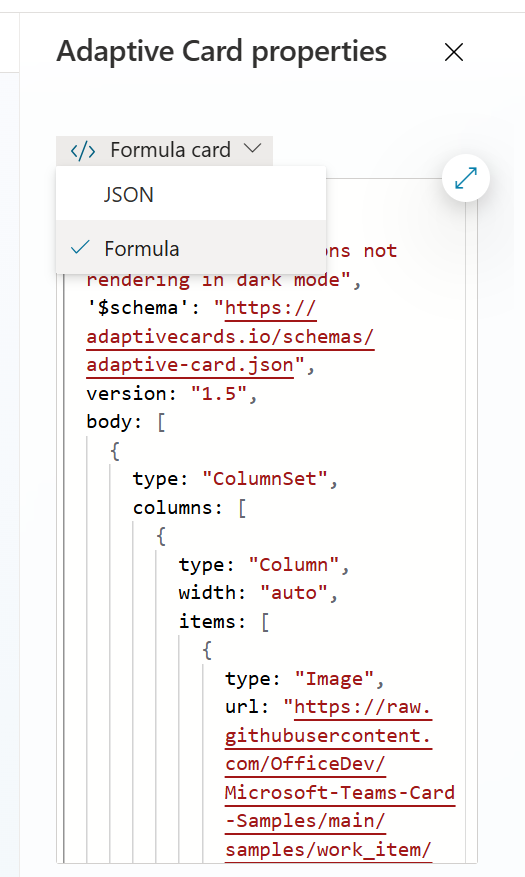 Adaptive Card properties
</> Formula card
JSON
Formula
not
rendering in dark mode",
'$schema': "https://
adaptivecards.io/schemas/
adaptive-card.json",
version: "1.5",
body: [
{
type: "ColumnSet",
columns: [
{
type: "Column",
width: "auto",
items: [
{
type: "Image",
url: "https://raw.
githubusercontent.
com/OfficeDev/
Microsoft-Teams-Card
-Samples/main/
samples/work_item/